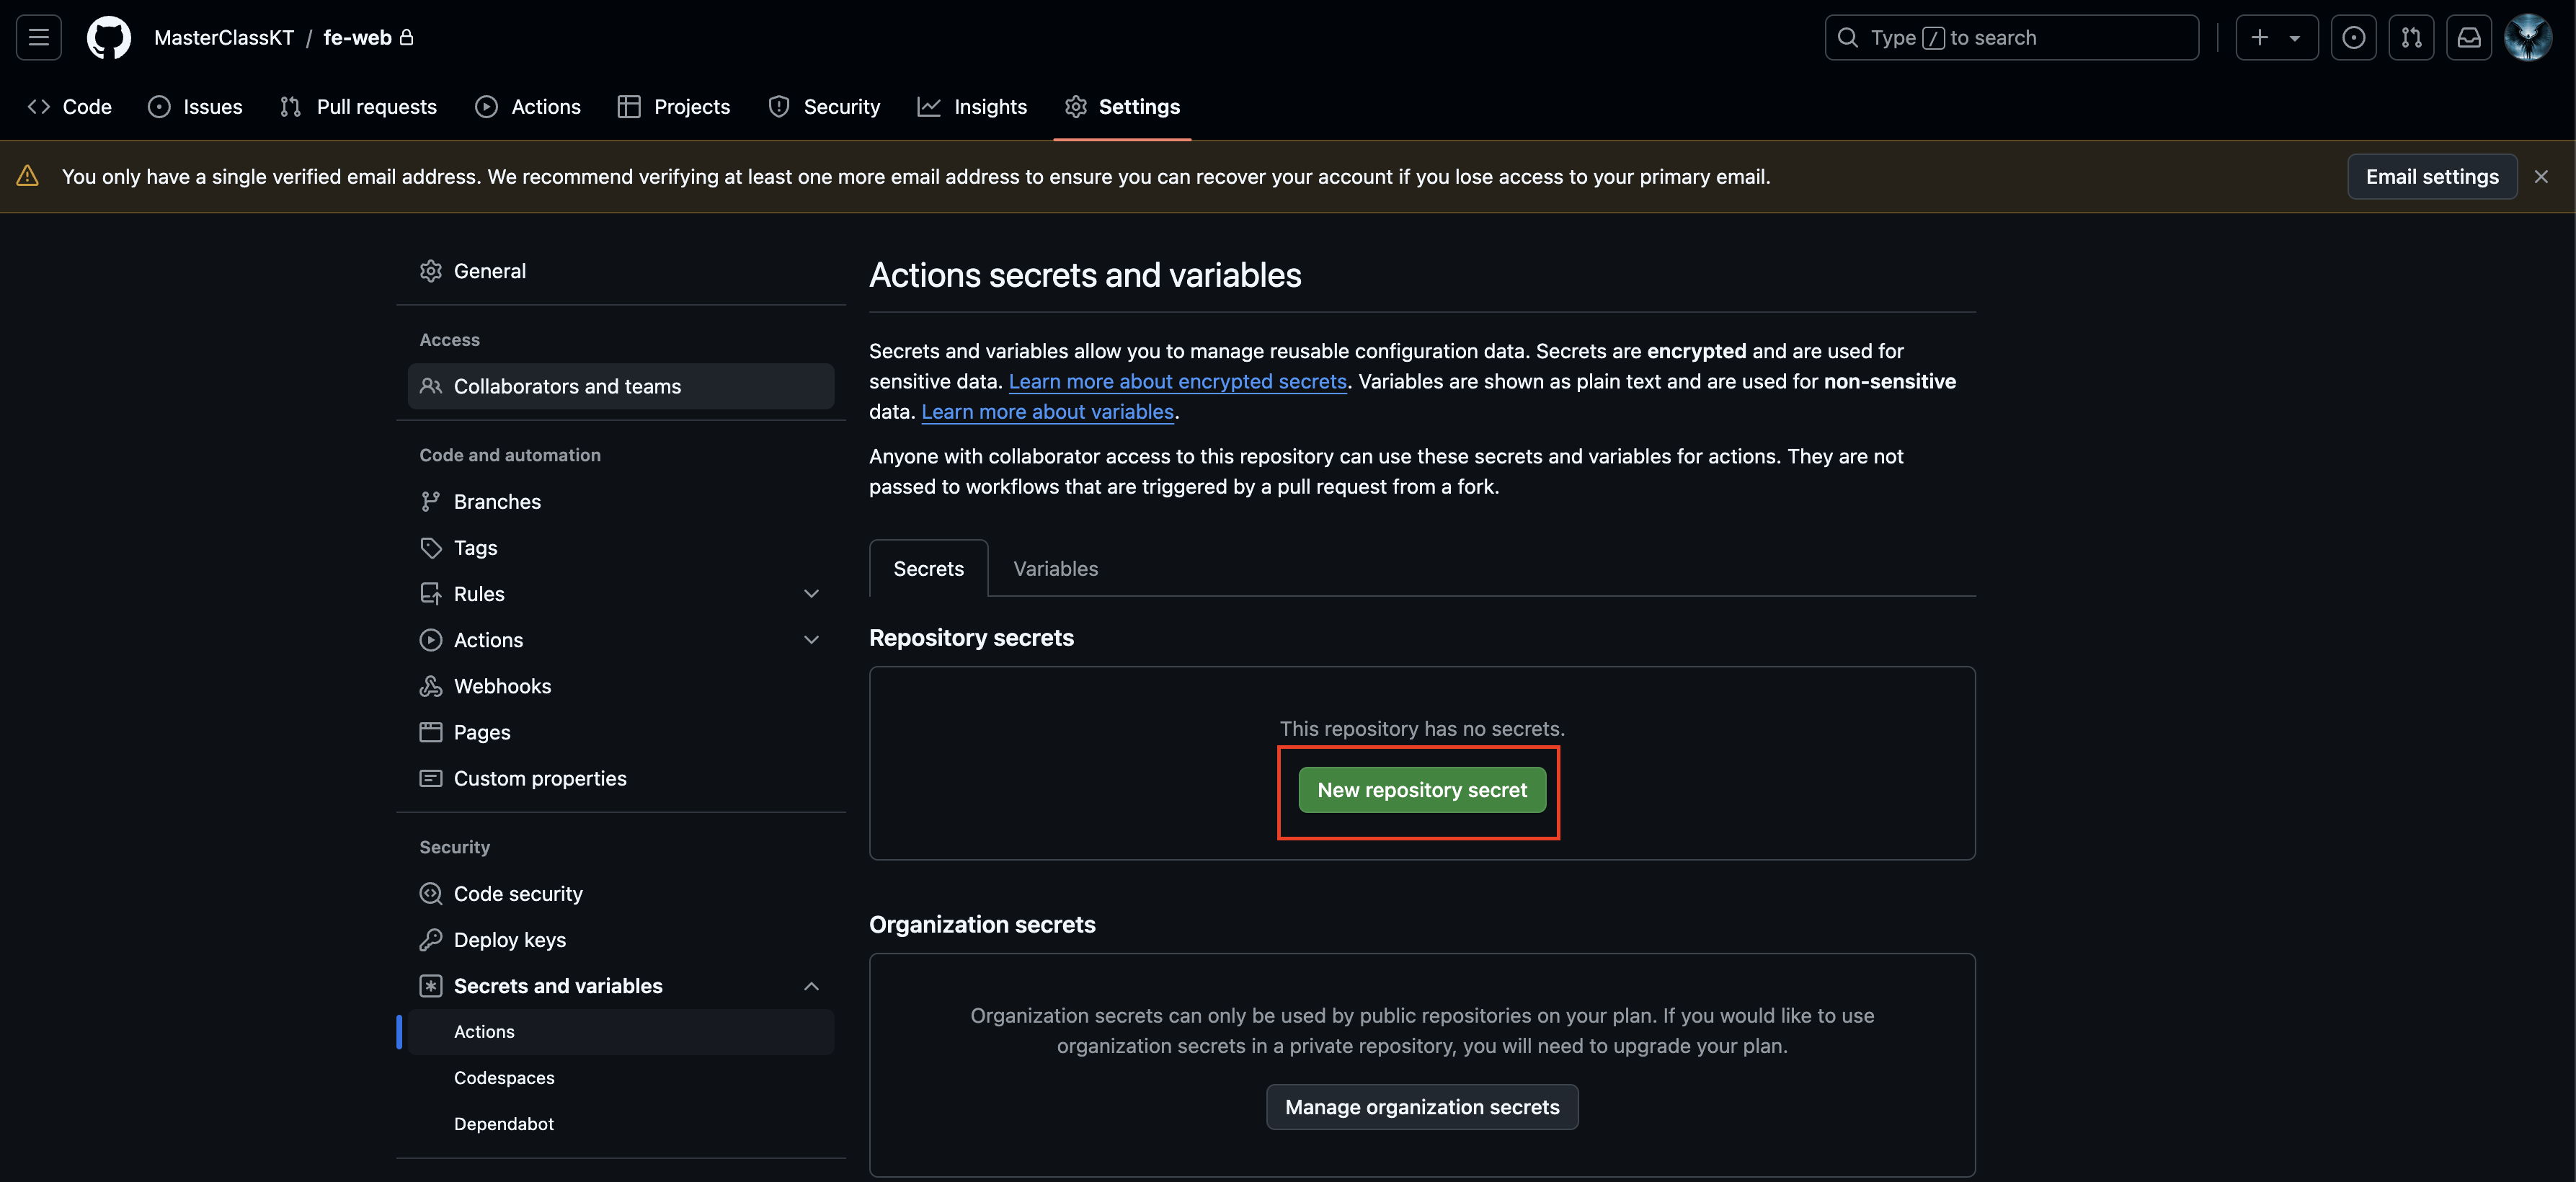 MasterClassKT / fe-web
Type / to search
Code Issues Pull requests Actions Projects Security Insights Settings
You only have a single verified email address. We recommend verifying at least one more email address to ensure you can recover your account if you lose access to your primary email.
Email settings
General
Access
Collaborators and teams
Code and automation
Branches
Tags
Rules
Actions
Webhooks
Pages
Custom properties
Security
Code security
Deploy keys
Secrets and variables
Actions
Codespaces
Dependabot
Actions secrets and variables
Secrets and variables allow you to manage reusable configuration data. Secrets are encrypted and are used for
sensitive data. Learn more about encrypted secrets. Variables are shown as plain text and are used for non-sensitive
data. Learn more about variables.
Anyone with collaborator access to this repository can use these secrets and variables for actions. They are not
passed to workflows that are triggered by a pull request from a fork.
Secrets Variables
Repository secrets
This repository has no secrets.
New repository secret
Organization secrets
Organization secrets can only be used by public repositories on your plan. If you would like to use
organization secrets in a private repository, you will need to upgrade your plan.
Manage organization secrets